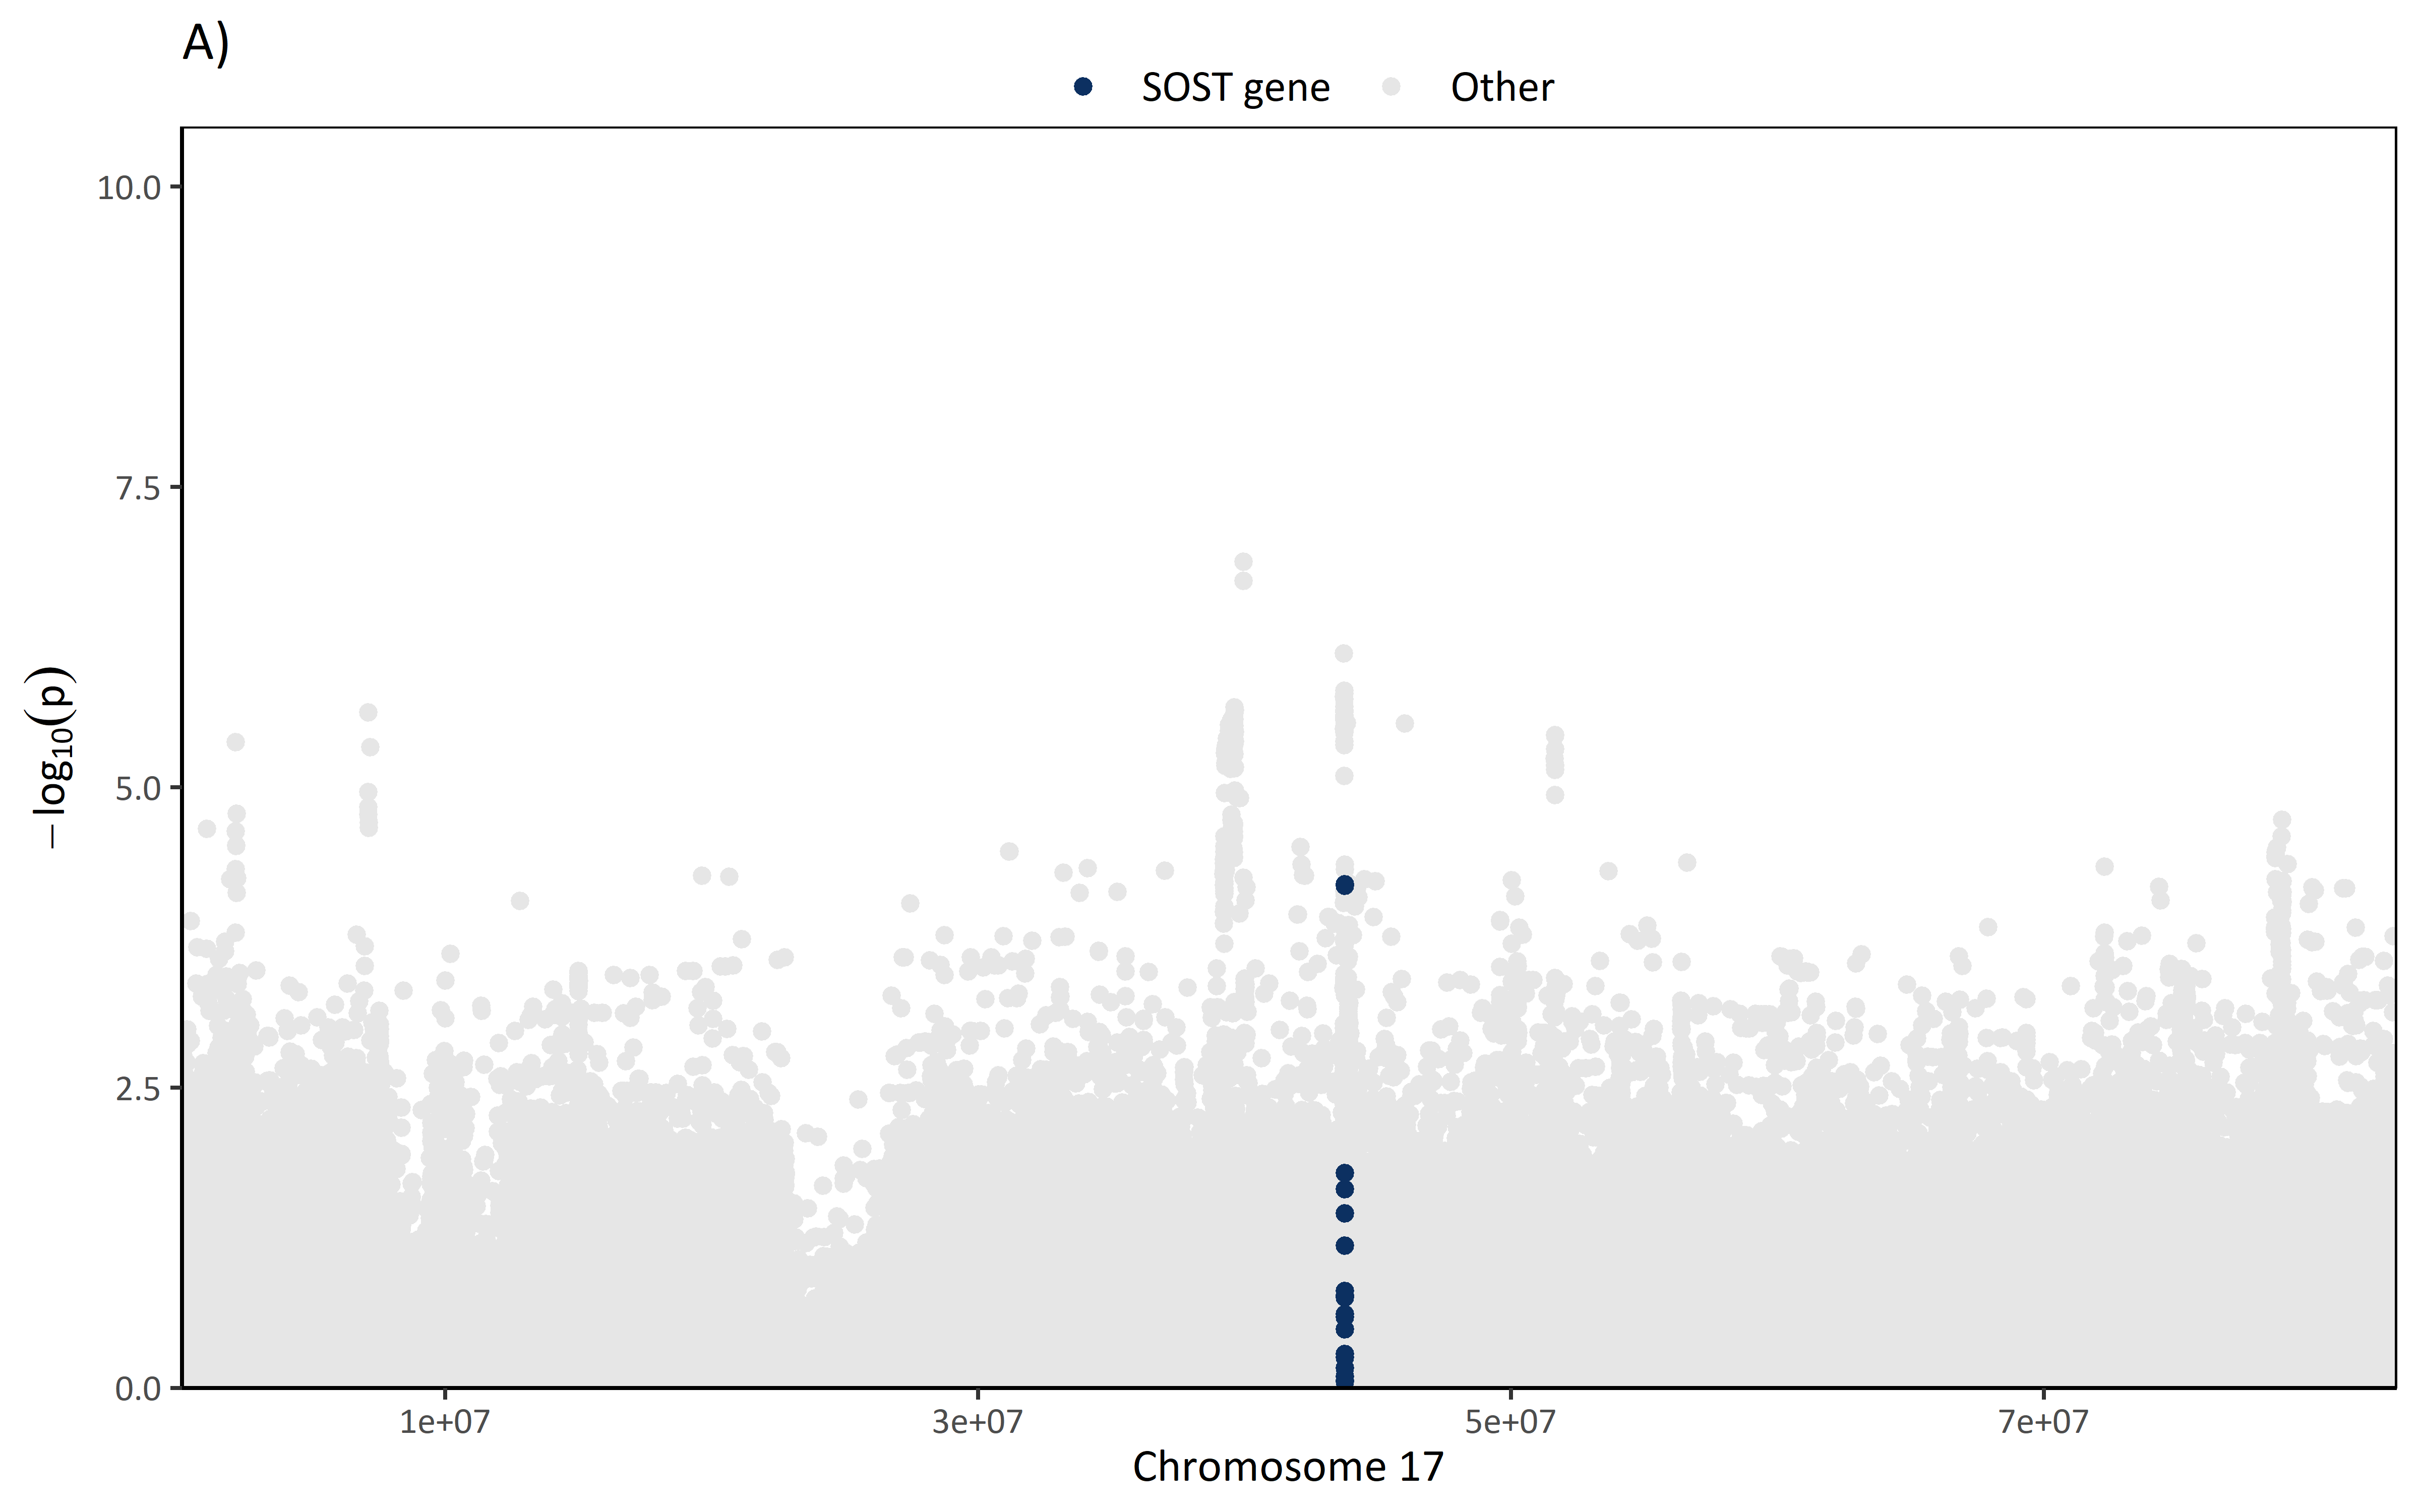 A)
SOST gene Other
10.0
7.5
5.0
2.5
0.0
−log10(p)
1e+07 3e+07 5e+07 7e+07
Chromosome 17